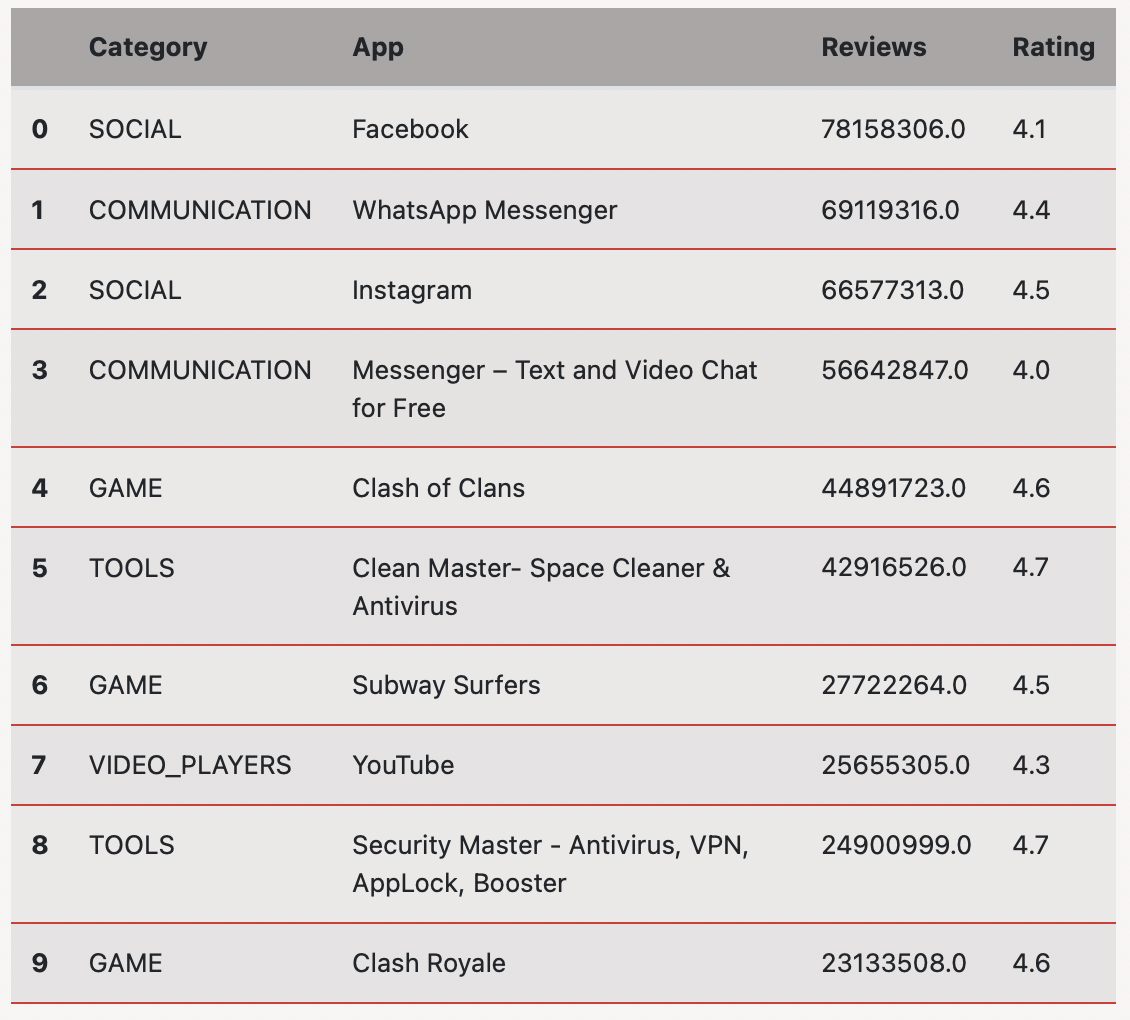 Category App Reviews Rating
0 SOCIAL Facebook 78158306.0 4.1
1 COMMUNICATION WhatsApp Messenger 69119316.0 4.4
2 SOCIAL Instagram 66577313.0 4.5
3 COMMUNICATION Messenger – Text and Video Chat 56642847.0 4.0
for Free
4 GAME Clash of Clans 44891723.0 4.6
5 TOOLS Clean Master- Space Cleaner & 42916526.0 4.7
Antivirus
6 GAME Subway Surfers 27722264.0 4.5
7 VIDEO_PLAYERS YouTube 25655305.0 4.3
8 TOOLS Security Master - Antivirus, VPN, 24900999.0 4.7
AppLock, Booster
9 GAME Clash Royale 23133508.0 4.6